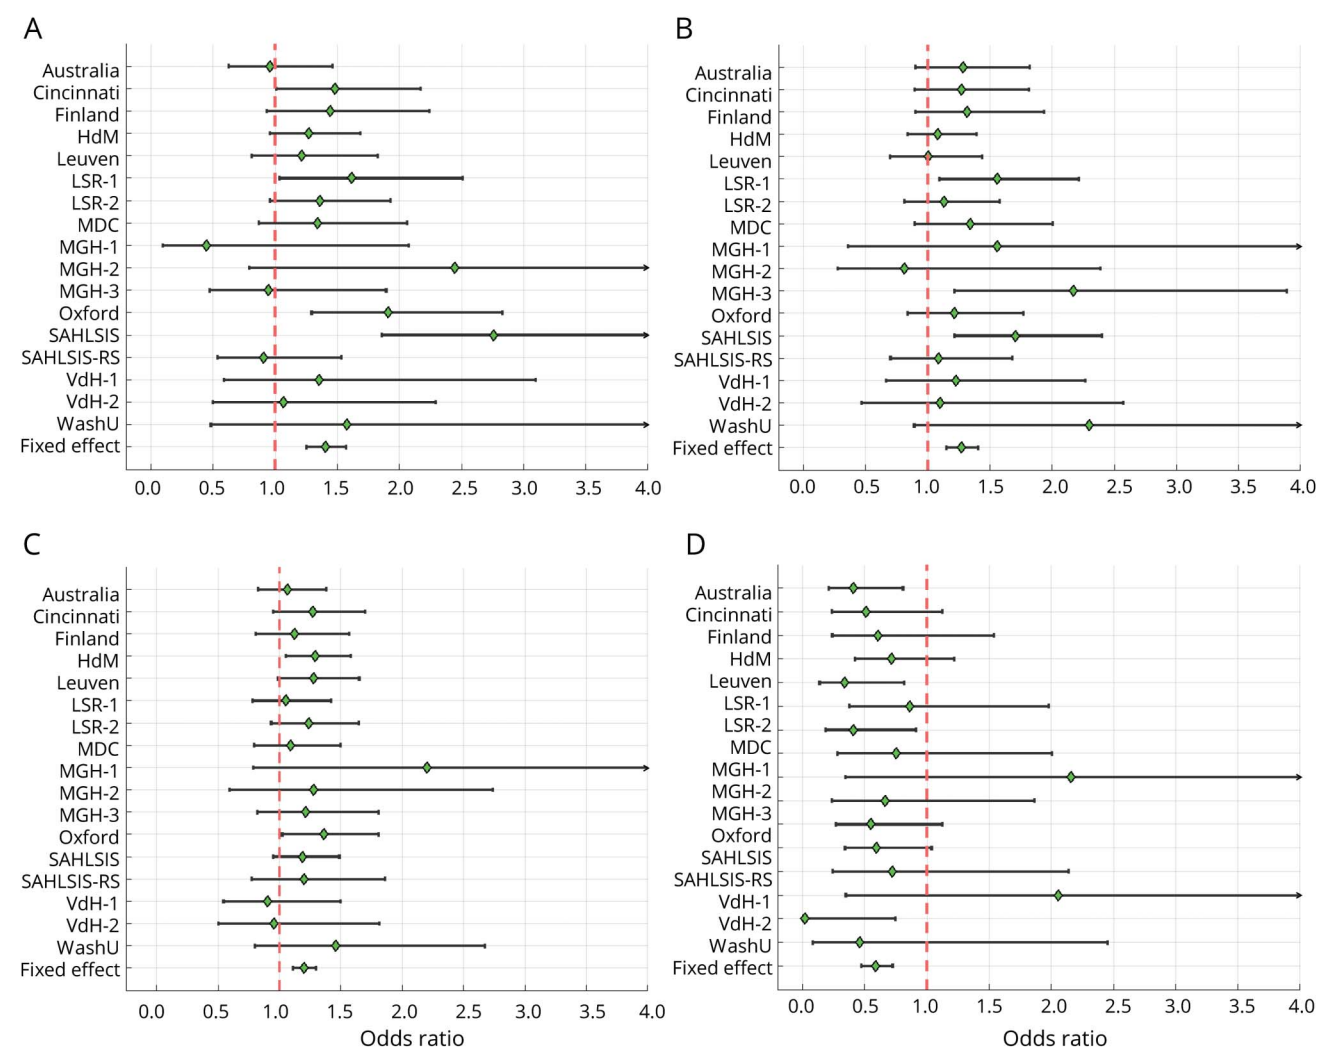 A
Australia
Cincinnati
Finland
HdM
Leuven
LSR-1
LSR-2
MDC
MGH-1
MGH-2
MGH-3
Oxford
SAHLSIS
SAHLSIS-RS
VdH-1
VdH-2
WashU
Fixed effect
0.0 0.5 1.0 1.5 2.0 2.5 3.0 3.5 4.0
B
Australia
Cincinnati
Finland
HdM
Leuven
LSR-1
LSR-2
MDC
MGH-1
MGH-2
MGH-3
Oxford
SAHLSIS
SAHLSIS-RS
VdH-1
VdH-2
WashU
Fixed effect
0.0 0.5 1.0 1.5 2.0 2.5 3.0 3.5 4.0
C
Australia
Cincinnati
Finland
HdM
Leuven
LSR-1
LSR-2
MDC
MGH-1
MGH-2
MGH-3
Oxford
SAHLSIS
SAHLSIS-RS
VdH-1
VdH-2
WashU
Fixed effect
0.0 0.5 1.0 1.5 2.0 2.5 3.0 3.5 4.0
Odds ratio
D
Australia
Cincinnati
Finland
HdM
Leuven
LSR-1
LSR-2
MDC
MGH-1
MGH-2
MGH-3
Oxford
SAHLSIS
SAHLSIS-RS
VdH-1
VdH-2
WashU
Fixed effect
0.0 0.5 1.0 1.5 2.0 2.5 3.0 3.5 4.0
Odds ratio